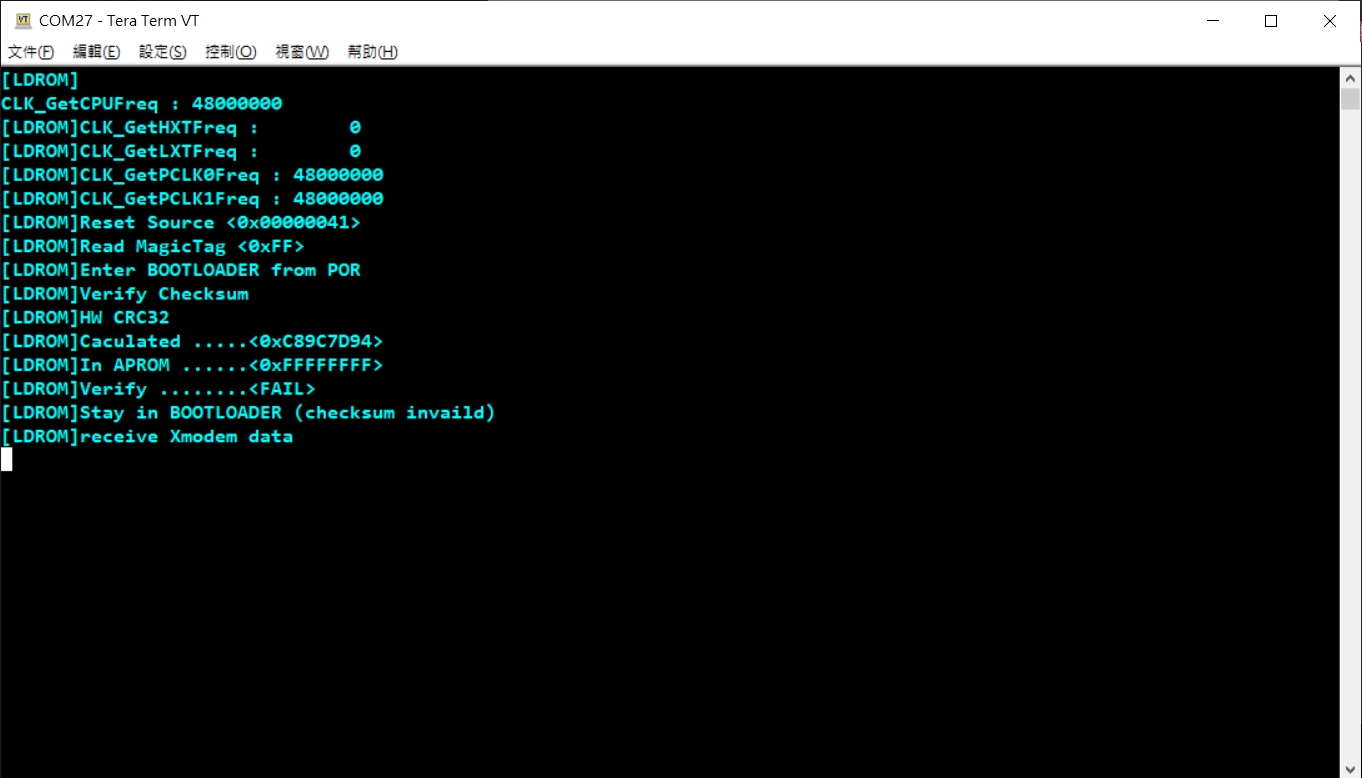 COM27 - Tera Term VT
文件(F) 編輯(E) 設定(S) 控制(O) 視窗(W) 幫助(H)
[LDROM]
CLK_GetCPUFreq : 48000000
[LDROM]CLK_GetHXTFreq :        0
[LDROM]CLK_GetLXTFreq :        0
[LDROM]CLK_GetPCLK0Freq : 48000000
[LDROM]CLK_GetPCLK1Freq : 48000000
[LDROM]Reset Source <0x00000041>
[LDROM]Read MagicTag <0xFF>
[LDROM]Enter BOOTLOADER from POR
[LDROM]Verify Checksum
[LDROM]HW CRC32
[LDROM]Caculated .....<0xC89C7D94>
[LDROM]In APROM ......<0xFFFFFFFF>
[LDROM]Verify ........<FAIL>
[LDROM]Stay in BOOTLOADER (checksum invaild)
[LDROM]receive Xmodem data